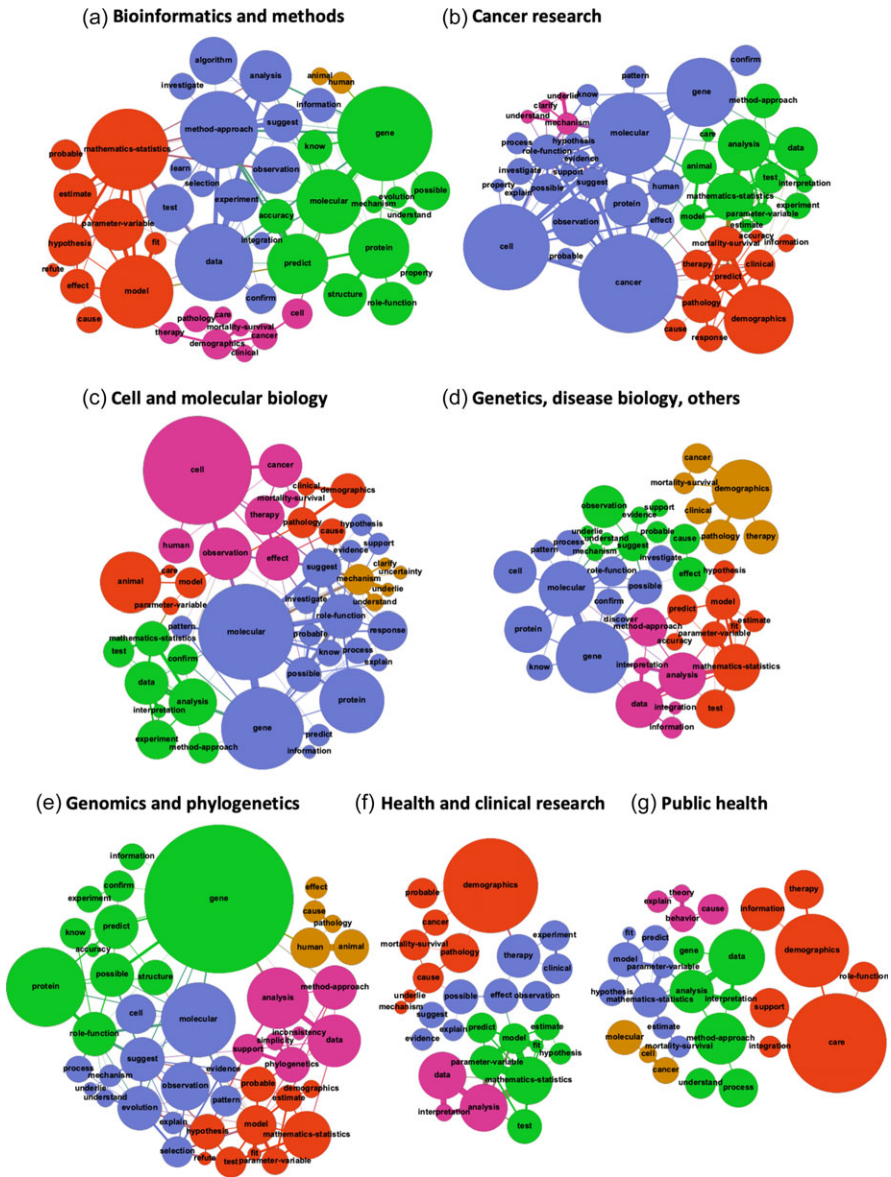 (a) Bioinformatics and methods
algorithm
analysis
animal
human
investigate
information
method-approach
suggest
gene
know
mathematics-statistics
probable
observation
learn
estimate
selection
molecular
possible
evolution
mechanism
understand
test
experiment
accuracy
parameter-variable
hypothesis
fit
integration
protein
refute
data
predict
effect
model
property
structure
role-function
confirm
cause
cell
pathology
care
therapy
mortality-survival
cancer
demographics
clinical
(b) Cancer research
confirm
pattern
underlie
know
gene
method-approach
clarify
understand
mechanism
molecular
process
hypothesis
care
analysis
data
role-function
evidence
animal
investigate
support
test
property
possible
suggest
human
interpretation
explain
protein
mathematics-statistics
experiment
observation
effect
model
parameter-variable
estimate
cell
accuracy
probable
mortality-survival
information
therapy
clinical
predict
cancer
pathology
demographics
cause
response
(c) Cell and molecular biology
cell
cancer
clinical
demographics
mortality-survival
therapy
pathology
hypothesis
cause
support
human
observation
evidence
effect
suggest
clarify
care
mechanism
uncertainty
animal
model
underlie
investigate
understand
parameter-variable
role-function
pattern
molecular
probable
response
mathematics-statistics
know
process
test
confirm
explain
data
possible
analysis
protein
interpretation
gene
predict
experiment
information
method-approach
(d) Genetics, disease biology, others
cancer
mortality-survival
demographics
observation
support
evidence
clinical
underlie
probable
process
understand
suggest
cause
pathology
therapy
pattern
mechanism
investigate
cell
role-function
effect
hypothesis
molecular
possible
confirm
predict
model
discover
estimate
protein
method-approach
fit
parameter-variable
accuracy
know
gene
interpretation
mathematics-statistics
analysis
data
integration
test
information
(e) Genomics and phylogenetics
information
confirm
gene
effect
experiment
predict
cause
know
pathology
human
animal
accuracy
possible
structure
method-approach
protein
analysis
cell
molecular
role-function
inconsistency
simplicity
data
suggest
support
process
mechanism
evidence
phylogenetics
underlie
observation
probable
demographics
understand
estimate
evolution
pattern
explain
model
hypothesis
mathematics-statistics
selection
fit
refute
test
parameter-variable
(f) Health and clinical research
demographics
probable
cancer
experiment
mortality-survival
pathology
therapy
clinical
cause
underlie
possible
effect
observation
mechanism
suggest
predict
estimate
evidence
explain
model
fit
hypothesis
parameter-variable
data
mathematics-statistics
interpretation
analysis
test
(g) Public health
theory
therapy
explain
cause
behavior
information
fit
predict
gene
data
demographics
model
parameter-variable
role-function
hypothesis
analysis
mathematics-statistics
interpretation
support
molecular
estimate
method-approach
mortality-survival
integration
care
cell
cancer
understand
process